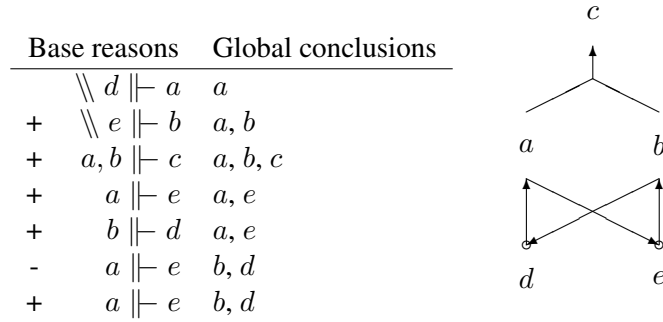 Base reasons Global conclusions
\\ d ||– a a
+ \\ e ||– b a, b
+ a, b ||– c a, b, c
+ a ||– e a, e
+ b ||– d a, e
- a ||– e b, d
+ a ||– e b, d
c
a b
d e